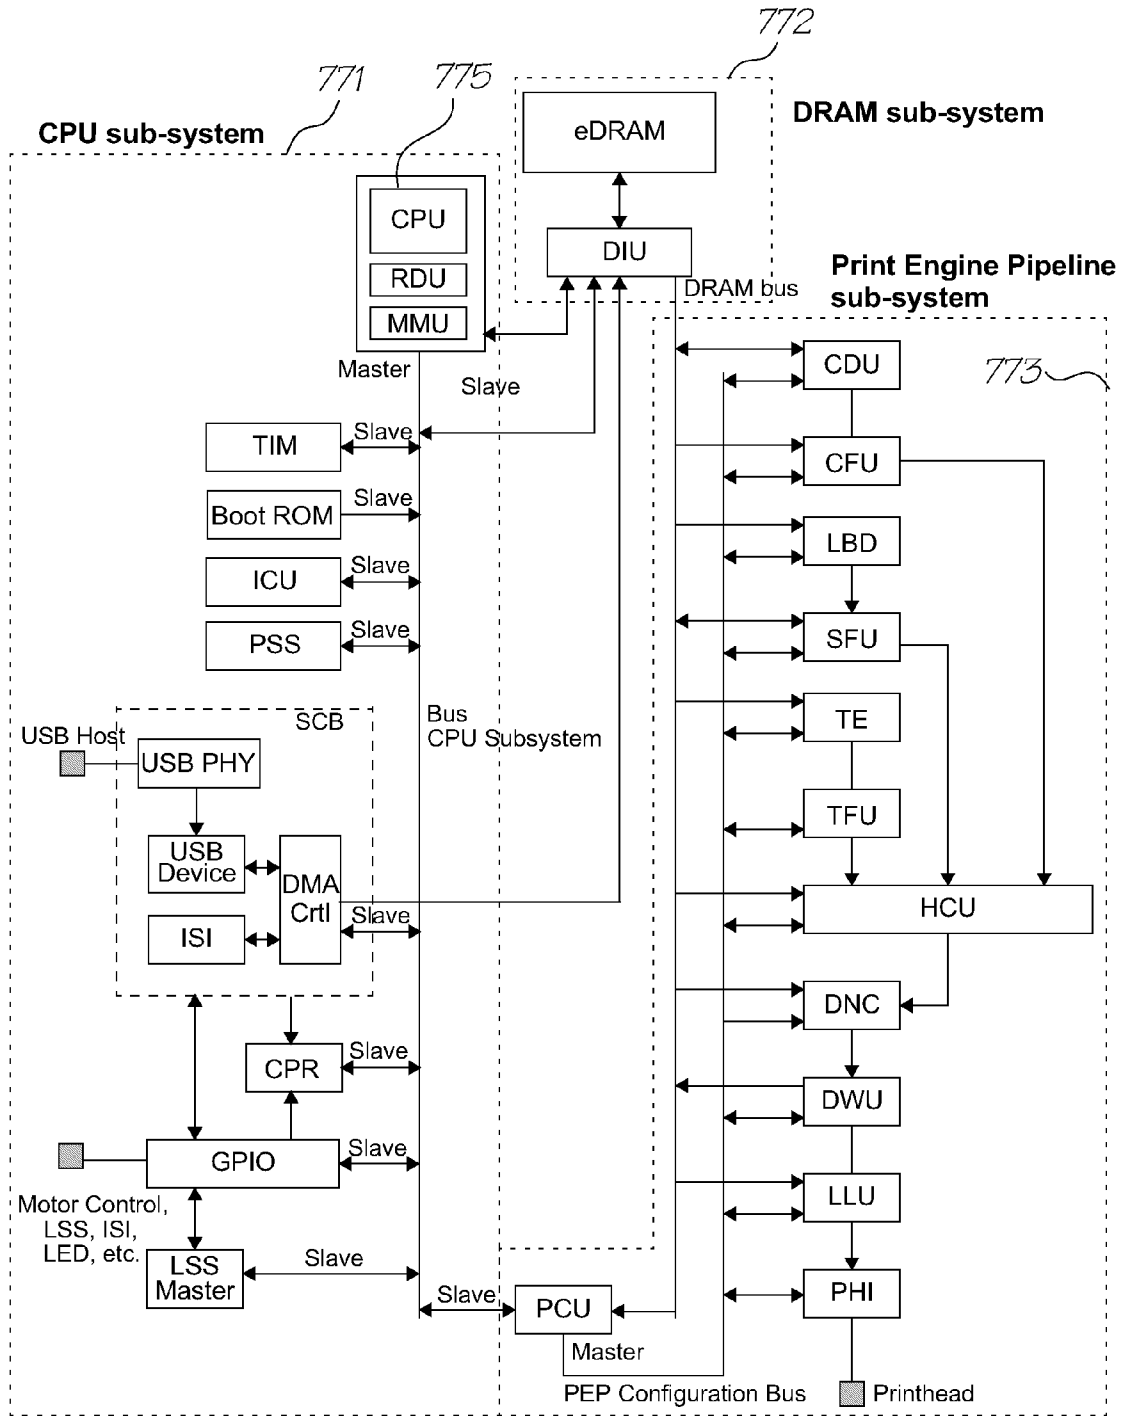 772
771
775
DRAM sub-system
CPU sub-system
eDRAM
CPU
RDU
MMU
Master
DIU
DRAM bus
Print Engine Pipeline
sub-system
773
Slave
TIM
Slave
Boot ROM
Slave
ICU
Slave
PSS
Slave
Bus
CPU Subsystem
SCB
USB Host
USB PHY
USB
Device
DMA
Crtl
ISI
Slave
CPR
Slave
GPIO
Slave
Motor Control,
LSS, ISI,
LED, etc.
LSS
Master
Slave
Slave
PCU
Master
PEP Configuration Bus
CDU
CFU
LBD
SFU
TE
TFU
HCU
DNC
DWU
LLU
PHI
Printhead